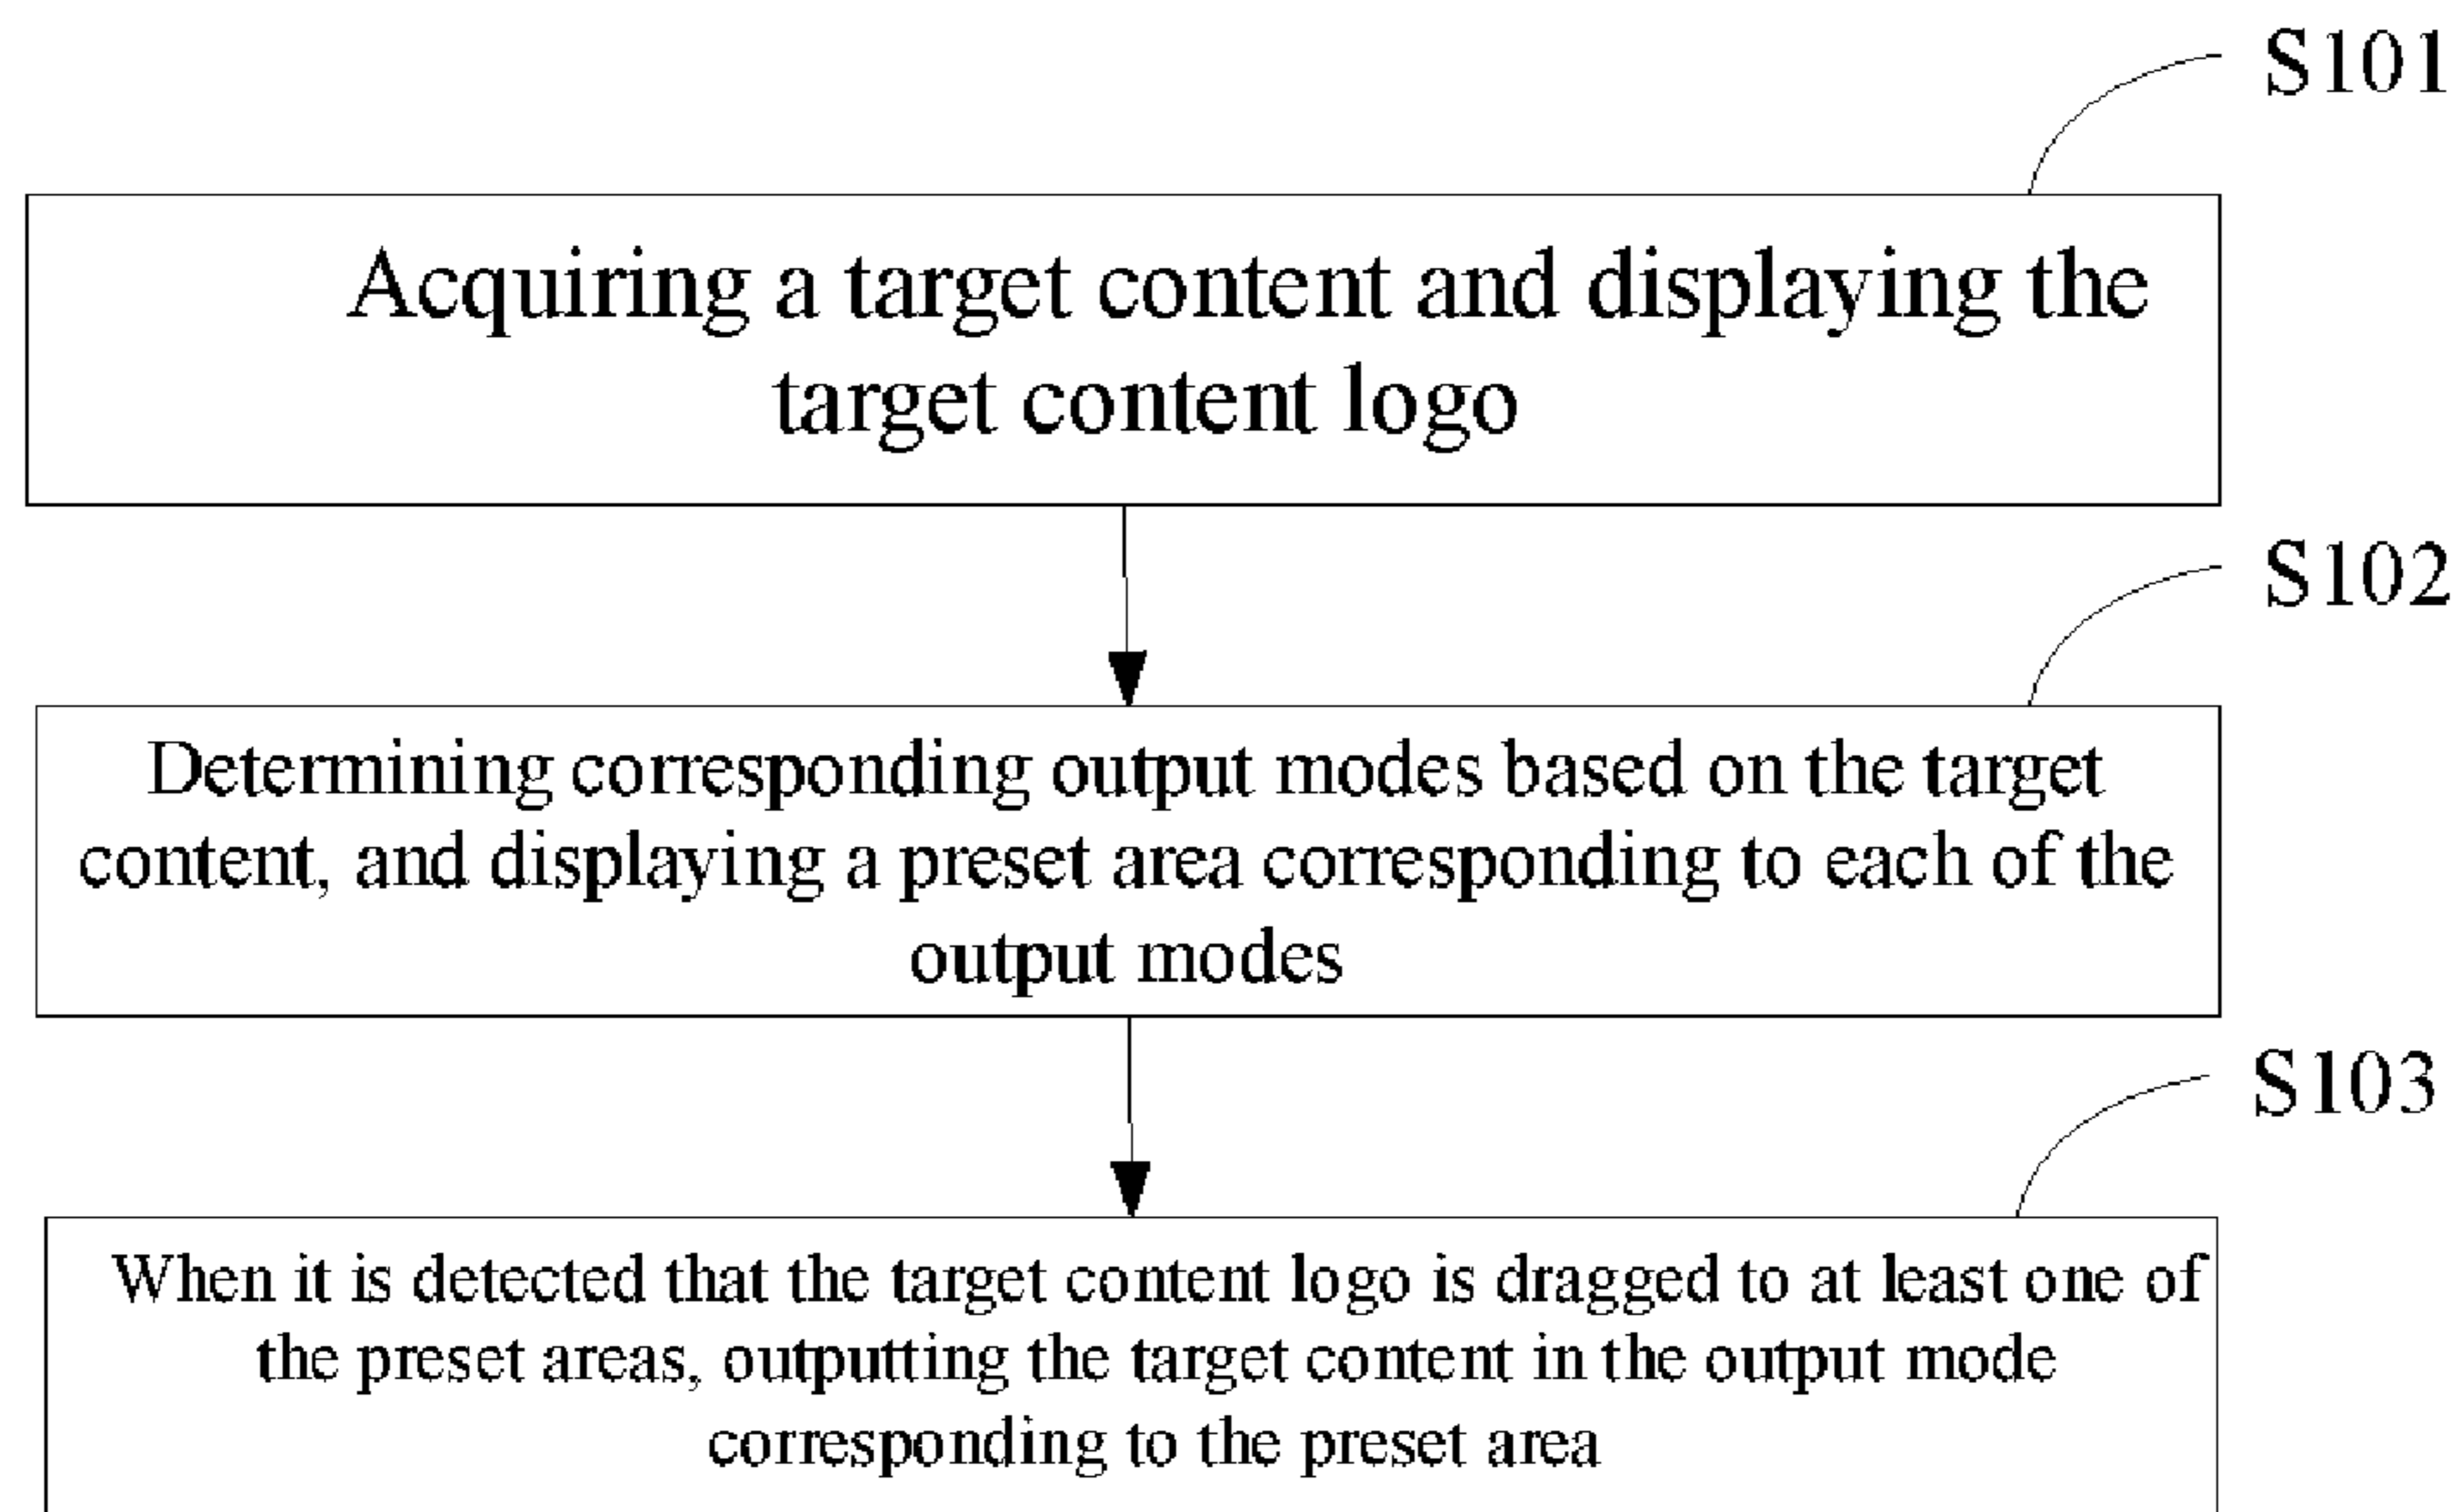 S101
Acquiring a target content and displaying the
target content logo
S102
Determining corresponding output modes based on the target
content, and displaying a preset area corresponding to each of the
output modes
S103
When it is detected that the target content logo is dragged to at least one of
the preset areas, outputting the target content in the output mode
corresponding to the preset area